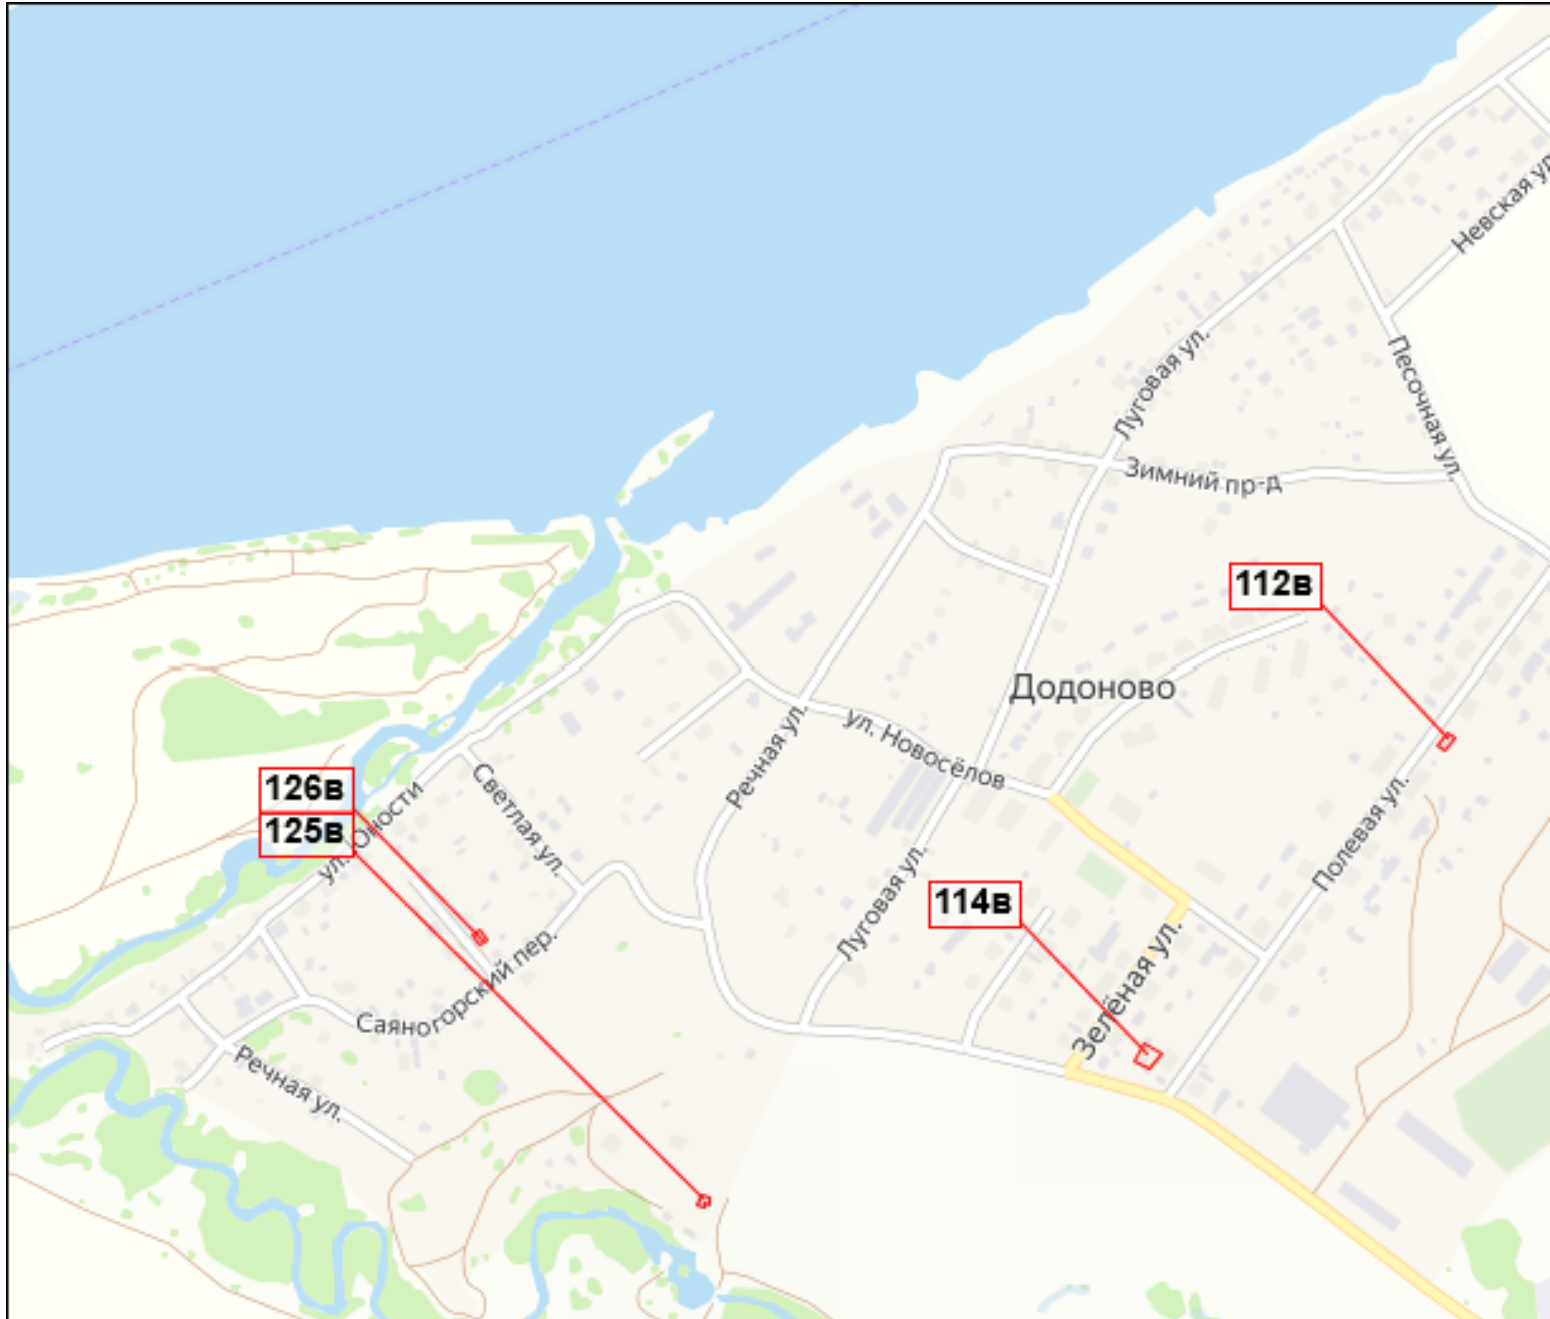 Невская ул
Луговая ул.
Песочная ул.
Зимний пр-д
112в
Додоново
ул. Новосёлов
Речная ул.
126в
125в
ул. Юности
Светлая ул.
Полевая ул.
Луговая ул.
114в
Зелёная ул.
Саяногорский пер.
Речная ул.